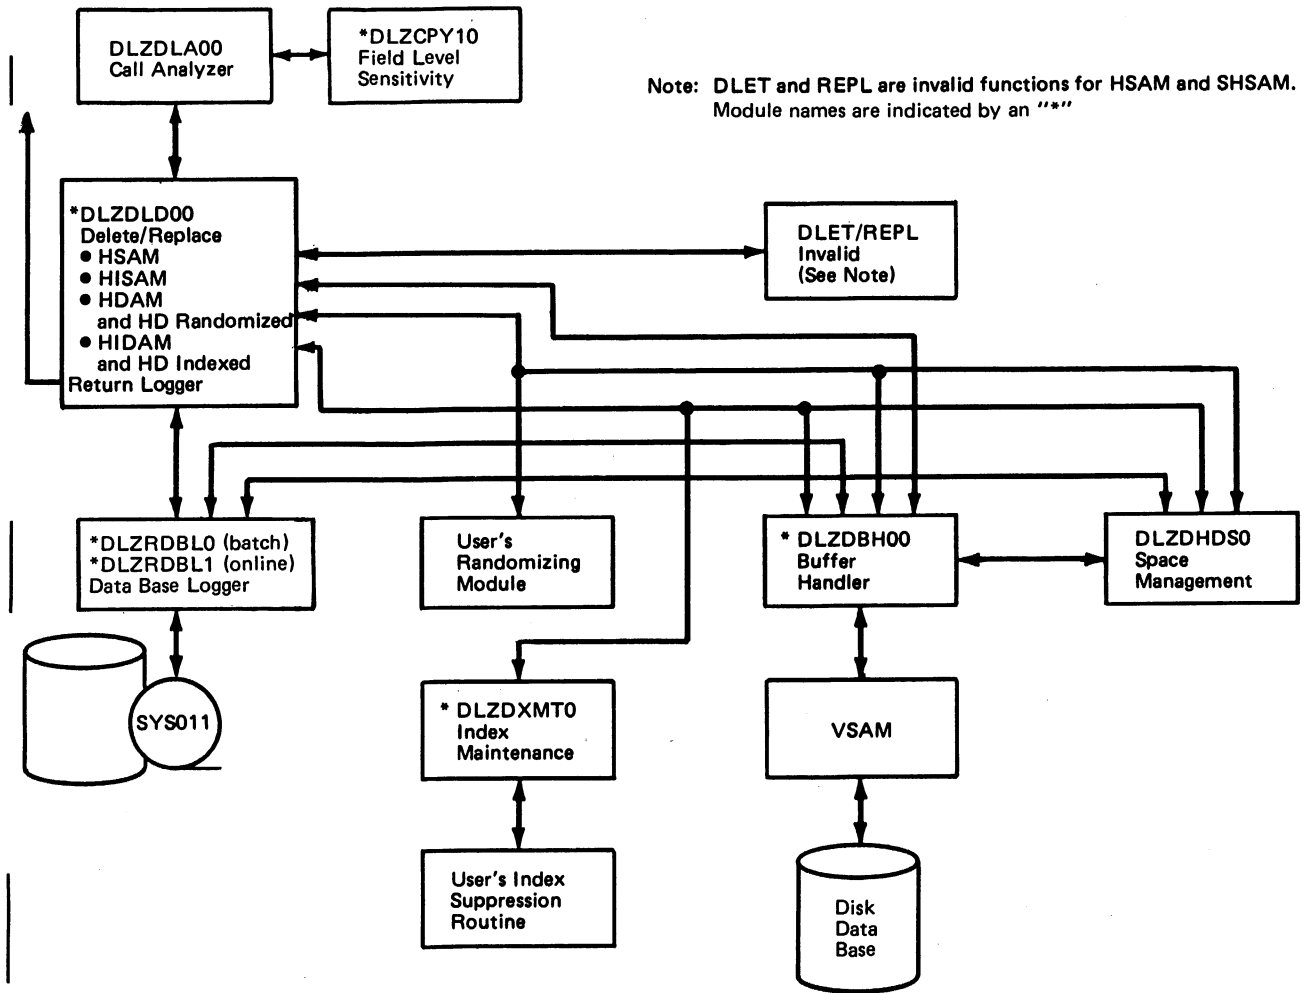 DLZDLA00
Call Analyzer
*DLZCPY10
Field Level
Sensitivity
Note: DLET and REPL are invalid functions for HSAM and SHSAM.
Module names are indicated by an "*"
*DLZDLD00
Delete/Replace
● HSAM
● HISAM
● HDAM
and HD Randomized
● HIDAM
and HD Indexed
Return Logger
DLET/REPL
Invalid
(See Note)
*DLZRDBL0 (batch)
*DLZRDBL1 (online)
Data Base Logger
User's
Randomizing
Module
* DLZDBH00
Buffer
Handler
DLZDHDS0
Space
Management
SYS011
* DLZDXMT0
Index
Maintenance
VSAM
User's Index
Suppression
Routine
Disk
Data
Base